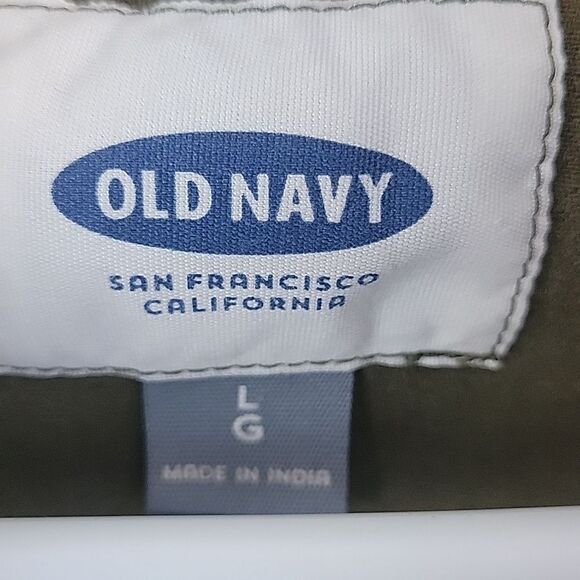 OLD NAVY
SAN FRANCISCO
CALIFORNIA
L
G
MADE IN INDIA